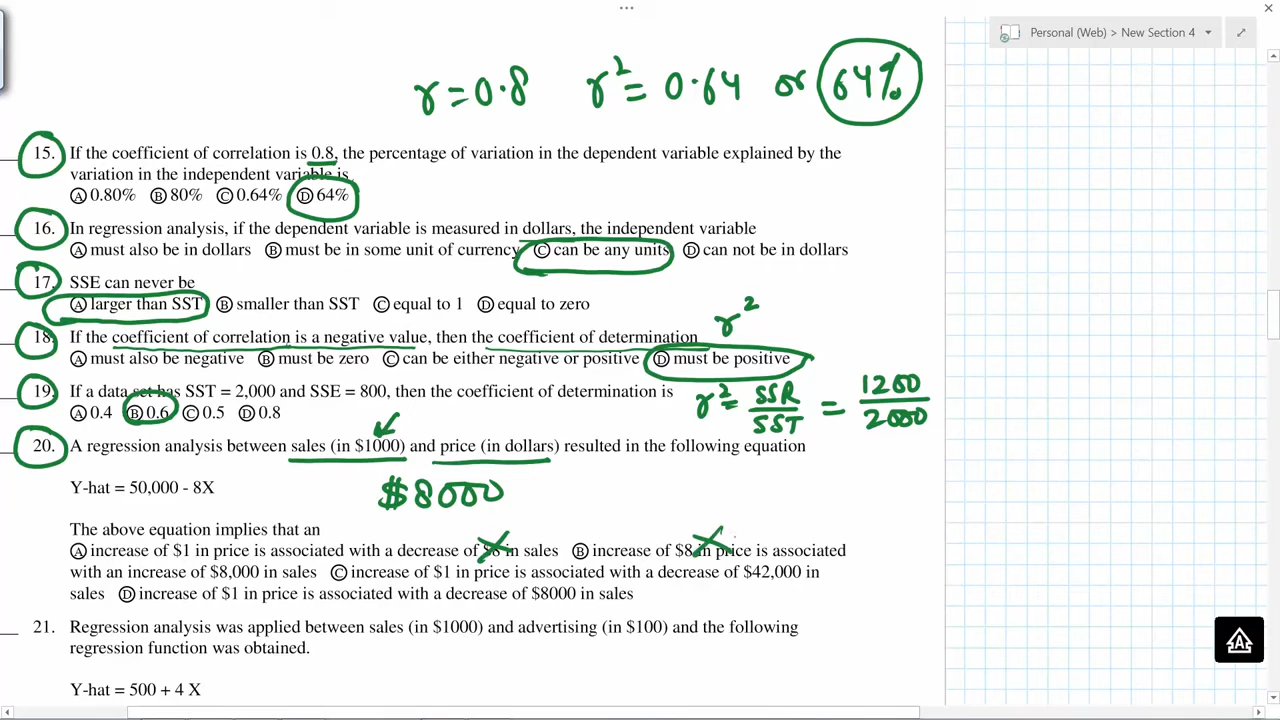 Personal (Web) > New Section 4
r = 0.8 r² = 0.64 or 64%
15. If the coefficient of correlation is 0.8, the percentage of variation in the dependent variable explained by the
variation in the independent variable is
A 0.80% B 80% C 0.64% D 64%
16. In regression analysis, if the dependent variable is measured in dollars, the independent variable
A must also be in dollars B must be in some unit of currency C can be any units D can not be in dollars
17. SSE can never be
A larger than SST B smaller than SST C equal to 1 D equal to zero
r²
18. If the coefficient of correlation is a negative value, then the coefficient of determination
A must also be negative B must be zero C can be either negative or positive D must be positive
19. If a data set has SST = 2,000 and SSE = 800, then the coefficient of determination is
A 0.4 B 0.6 C 0.5 D 0.8
r² = SSR/SST = 1200/2000
20. A regression analysis between sales (in $1000) and price (in dollars) resulted in the following equation
Y-hat = 50,000 - 8X
$8000
The above equation implies that an
A increase of $1 in price is associated with a decrease of $8 in sales B increase of $8 in price is associated
with an increase of $8,000 in sales C increase of $1 in price is associated with a decrease of $42,000 in
sales D increase of $1 in price is associated with a decrease of $8000 in sales
21. Regression analysis was applied between sales (in $1000) and advertising (in $100) and the following
regression function was obtained.
Y-hat = 500 + 4 X